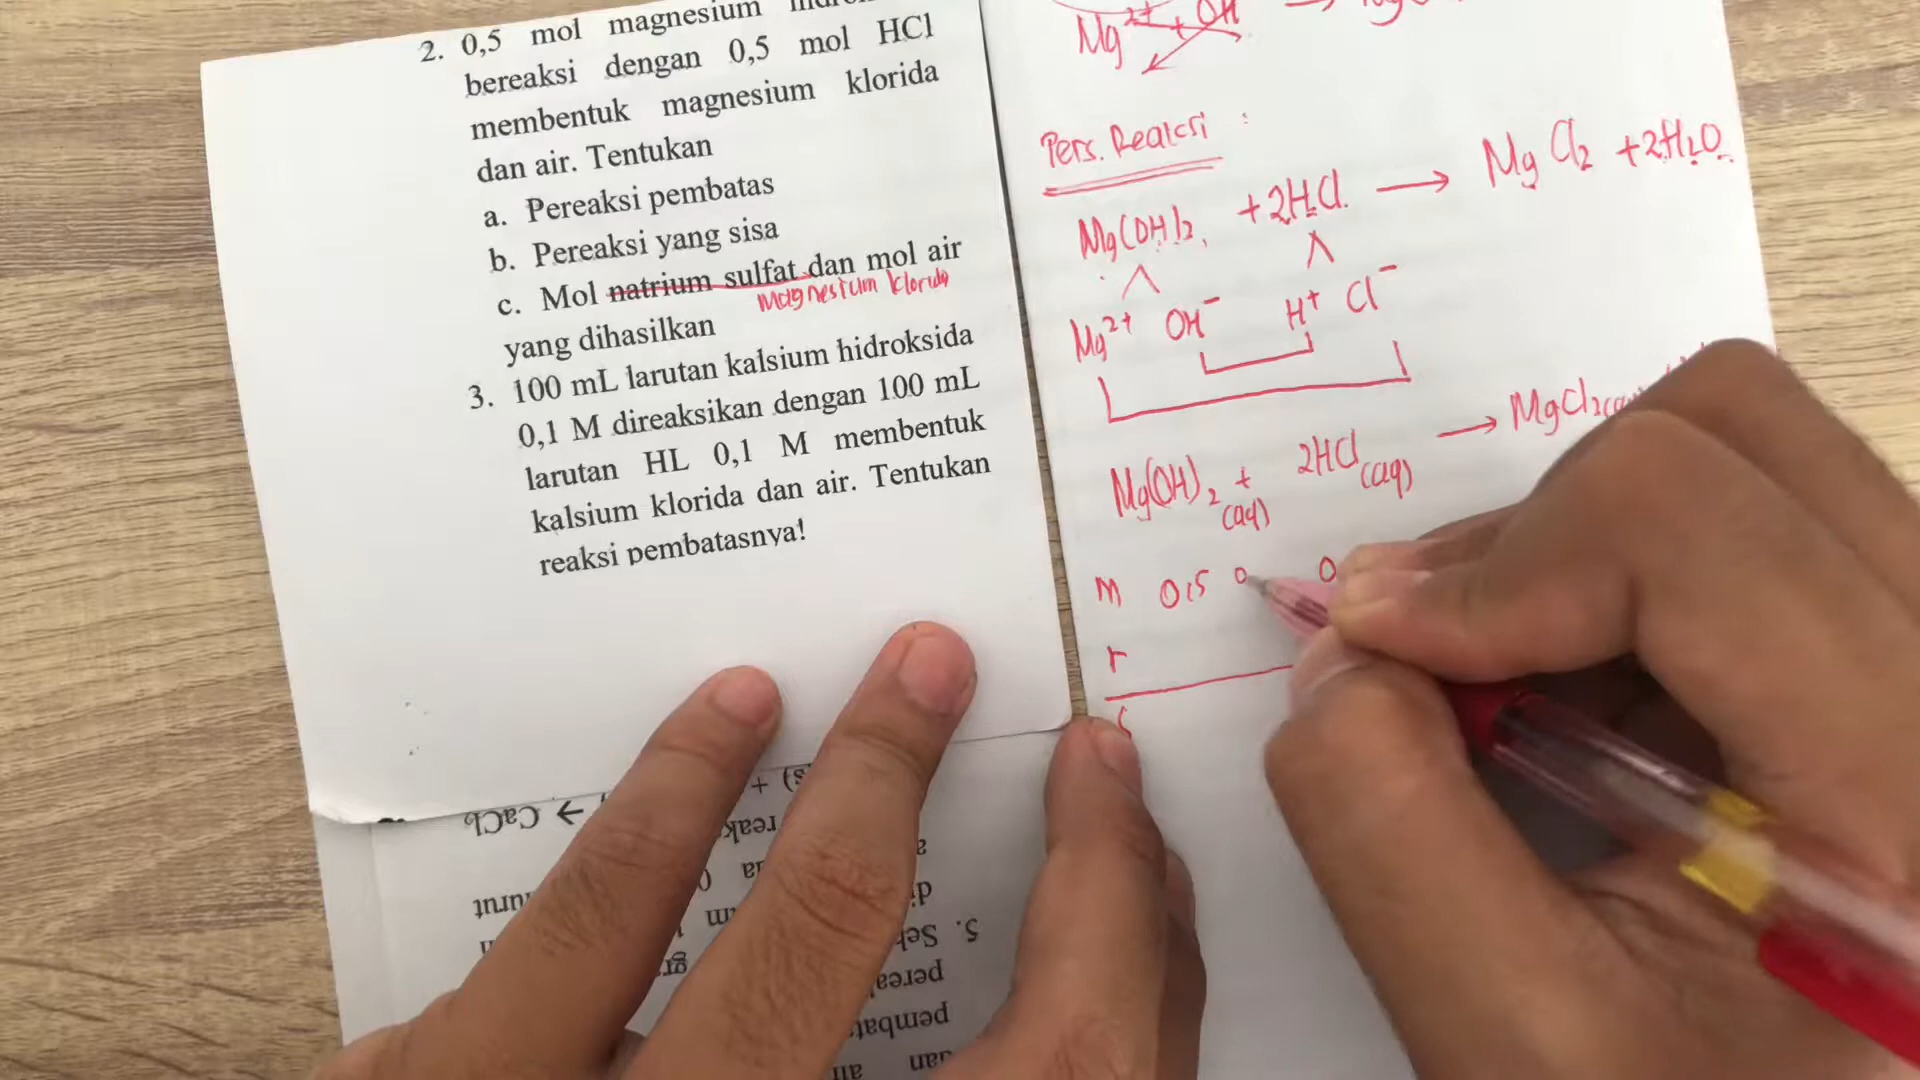 2. 0,5 mol magnesium
bereaksi dengan 0,5 mol HCl
membentuk magnesium klorida
dan air. Tentukan
a. Pereaksi pembatas
b. Pereaksi yang sisa
c. Mol natrium sulfat dan mol air
Magnesium klorida
yang dihasilkan
3. 100 mL larutan kalsium hidroksida
0,1 M direaksikan dengan 100 mL
larutan HL 0,1 M membentuk
kalsium klorida dan air. Tentukan
reaksi pembatasnya!
Mg²⁺ + OH →
Pers. Reaksi :
Mg(OH)₂ + 2HCl → MgCl₂ + 2H₂O
Mg²⁺ OH⁻ H⁺ Cl⁻
Mg(OH)₂ (aq) + 2HCl (aq) → MgCl₂
m 0,5
r
s) +
→ CaCl₂
5.